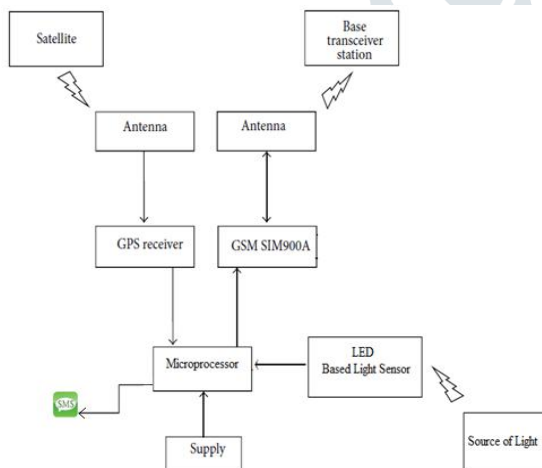 Satellite
Base
transceiver
station
Antenna
Antenna
GPS receiver
GSM SIM900A
Microprocessor
LED
Based Light Sensor
SMS
Supply
Source of Light